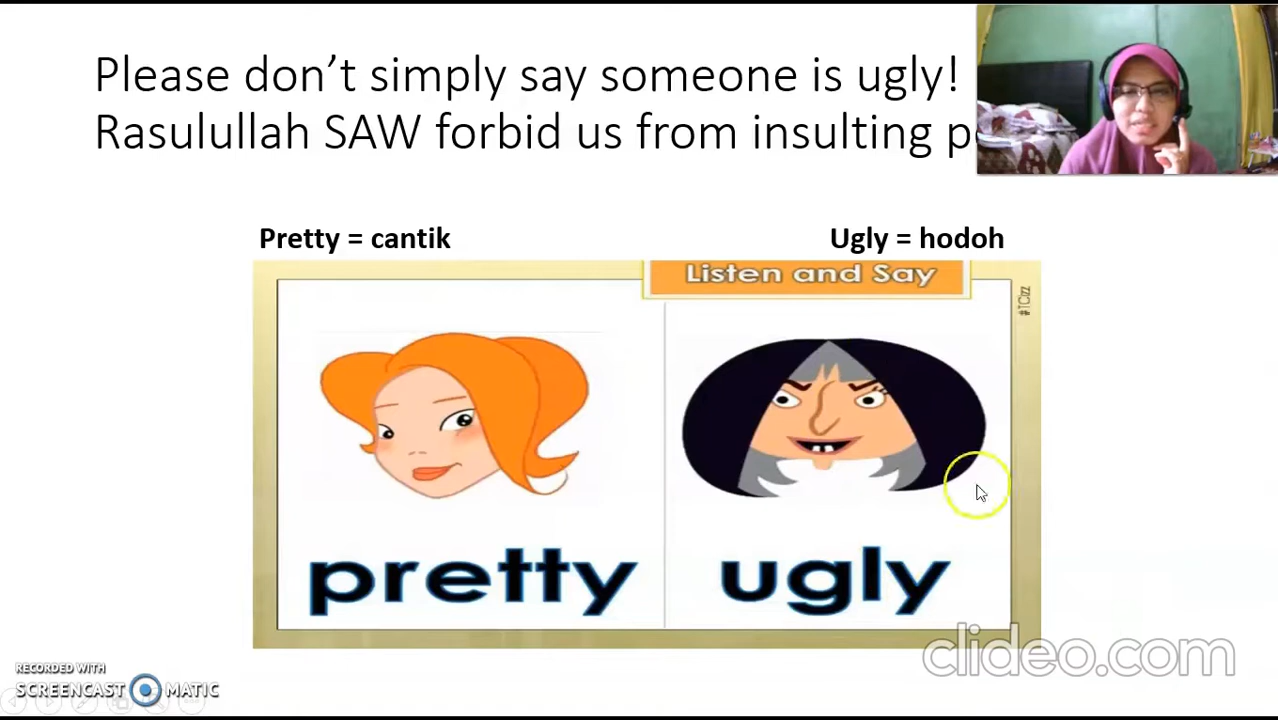 Please don't simply say someone is ugly!
Rasulullah SAW forbid us from insulting
Pretty = cantik
Ugly = hodoh
Listen and Say
#TCizz
pretty
ugly
clideo.com
RECORDED WITH
SCREENCAST MATIC